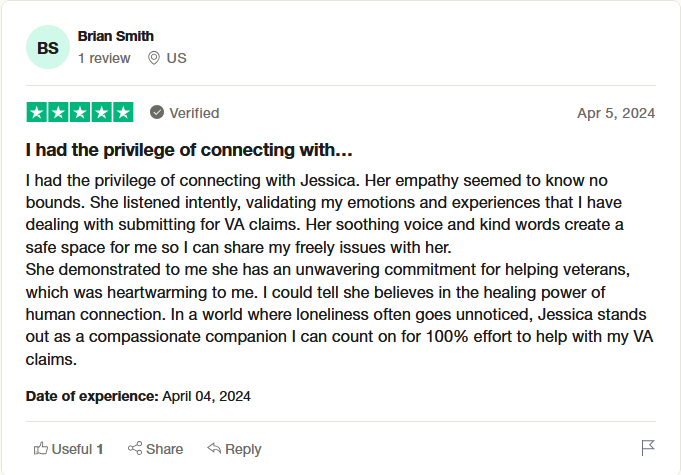 BS
Brian Smith
1 review US
Verified
Apr 5, 2024
I had the privilege of connecting with…
I had the privilege of connecting with Jessica. Her empathy seemed to know no
bounds. She listened intently, validating my emotions and experiences that I have
dealing with submitting for VA claims. Her soothing voice and kind words create a
safe space for me so I can share my freely issues with her.
She demonstrated to me she has an unwavering commitment for helping veterans,
which was heartwarming to me. I could tell she believes in the healing power of
human connection. In a world where loneliness often goes unnoticed, Jessica stands
out as a compassionate companion I can count on for 100% effort to help with my VA
claims.
Date of experience: April 04, 2024
Useful 1 Share Reply